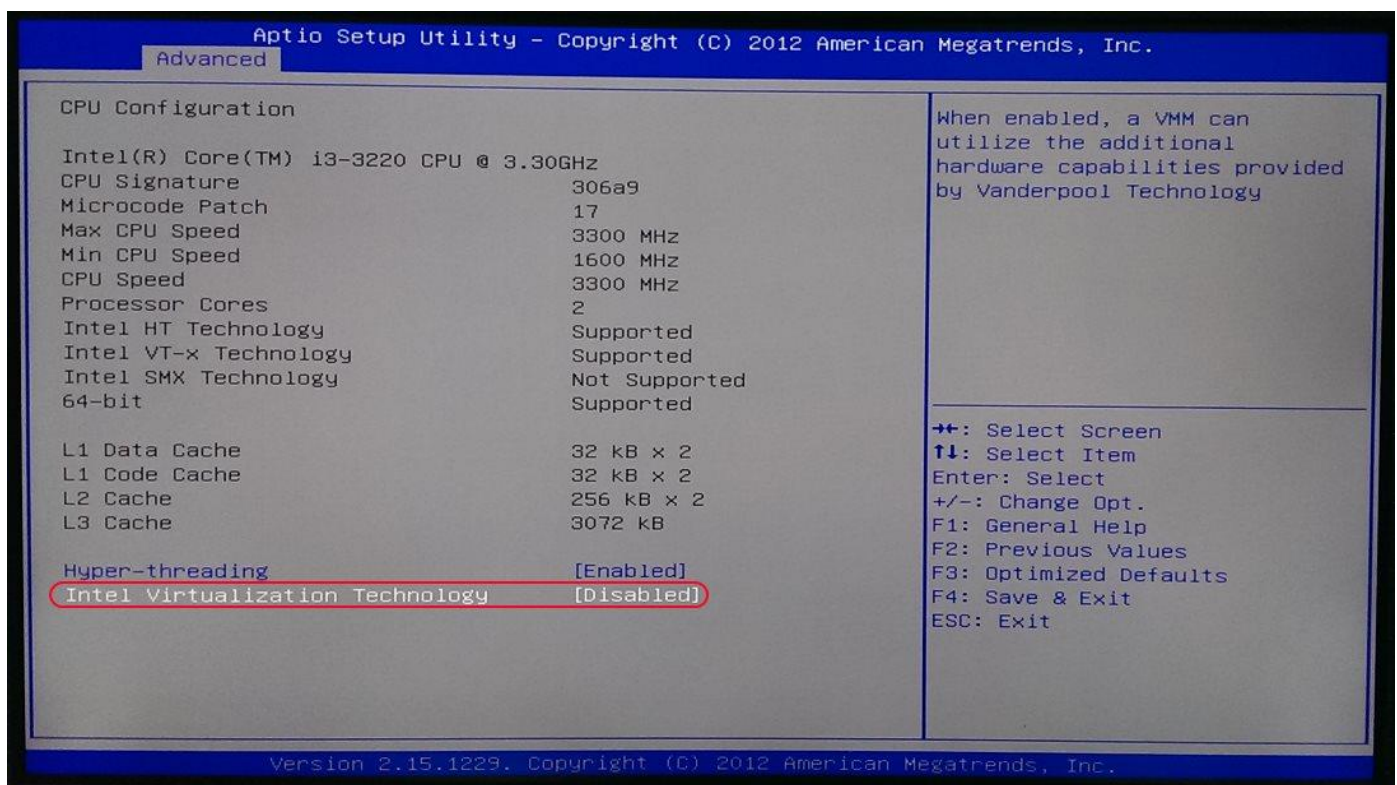 Aptio Setup Utility – Copyright (C) 2012 American Megatrends, Inc.
Advanced
CPU Configuration
Intel(R) Core(TM) i3-3220 CPU @ 3.30GHz
CPU Signature 306a9
Microcode Patch 17
Max CPU Speed 3300 MHz
Min CPU Speed 1600 MHz
CPU Speed 3300 MHz
Processor Cores 2
Intel HT Technology Supported
Intel VT-x Technology Supported
Intel SMX Technology Not Supported
64-bit Supported
L1 Data Cache 32 kB x 2
L1 Code Cache 32 kB x 2
L2 Cache 256 kB x 2
L3 Cache 3072 kB
Hyper-threading [Enabled]
Intel Virtualization Technology [Disabled]
When enabled, a VMM can
utilize the additional
hardware capabilities provided
by Vanderpool Technology
→←: Select Screen
↑↓: Select Item
Enter: Select
+/-: Change Opt.
F1: General Help
F2: Previous Values
F3: Optimized Defaults
F4: Save & Exit
ESC: Exit
Version 2.15.1229. Copyright (C) 2012 American Megatrends, Inc.